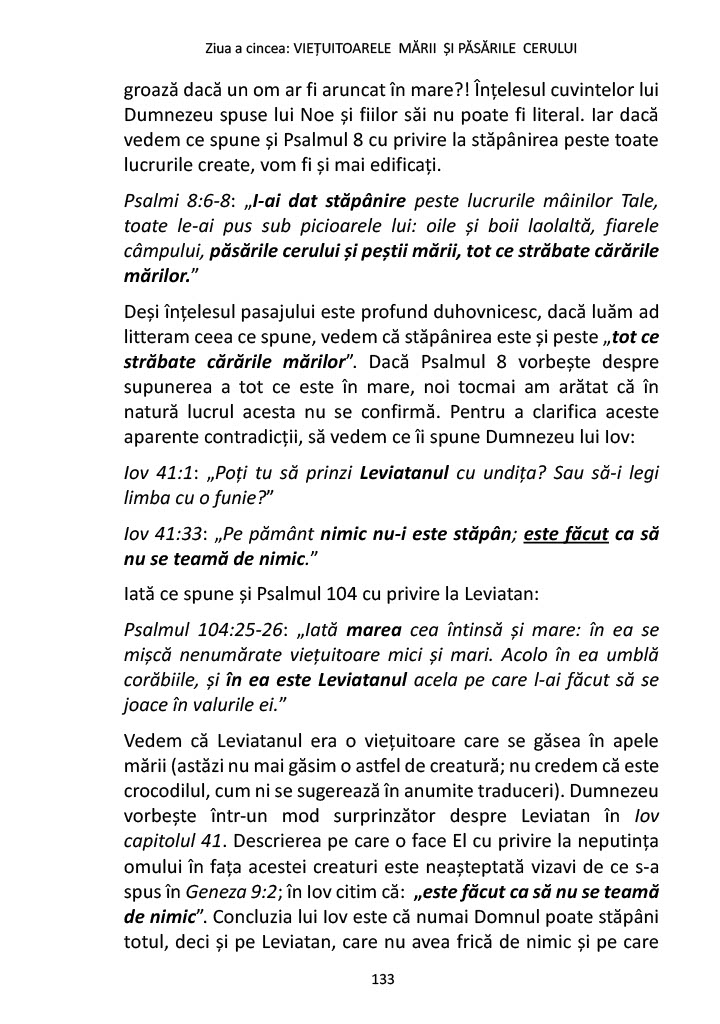 Ziua a cincea: VIEȚUITOARELE MĂRII ȘI PĂSĂRILE CERULUI
groază dacă un om ar fi aruncat în mare?! Înțelesul cuvintelor lui
Dumnezeu spuse lui Noe și fiilor săi nu poate fi literal. Iar dacă
vedem ce spune și Psalmul 8 cu privire la stăpânirea peste toate
lucrurile create, vom fi și mai edificați.
Psalmi 8:6-8: „I-ai dat stăpânire peste lucrurile mâinilor Tale,
toate le-ai pus sub picioarele lui: oile și boii laolaltă, fiarele
câmpului, păsările cerului și peștii mării, tot ce străbate cărările
mărilor.”
Deși înțelesul pasajului este profund duhovnicesc, dacă luăm ad
litteram ceea ce spune, vedem că stăpânirea este și peste „tot ce
străbate cărările mărilor”. Dacă Psalmul 8 vorbește despre
supunerea a tot ce este în mare, noi tocmai am arătat că în
natură lucrul acesta nu se confirmă. Pentru a clarifica aceste
aparente contradicții, să vedem ce îi spune Dumnezeu lui Iov:
Iov 41:1: „Poți tu să prinzi Leviatanul cu undița? Sau să-i legi
limba cu o funie?”
Iov 41:33: „Pe pământ nimic nu-i este stăpân; este făcut ca să
nu se teamă de nimic.”
Iată ce spune și Psalmul 104 cu privire la Leviatan:
Psalmul 104:25-26: „Iată marea cea întinsă și mare: în ea se
mișcă nenumărate viețuitoare mici și mari. Acolo în ea umblă
corăbiile, și în ea este Leviatanul acela pe care l-ai făcut să se
joace în valurile ei.”
Vedem că Leviatanul era o viețuitoare care se găsea în apele
mării (astăzi nu mai găsim o astfel de creatură; nu credem că este
crocodilul, cum ni se sugerează în anumite traduceri). Dumnezeu
vorbește într-un mod surprinzător despre Leviatan în Iov
capitolul 41. Descrierea pe care o face El cu privire la neputința
omului în fața acestei creaturi este neașteptată vizavi de ce s-a
spus în Geneza 9:2; în Iov citim că: „este făcut ca să nu se teamă
de nimic”. Concluzia lui Iov este că numai Domnul poate stăpâni
totul, deci și pe Leviatan, care nu avea frică de nimic și pe care
133